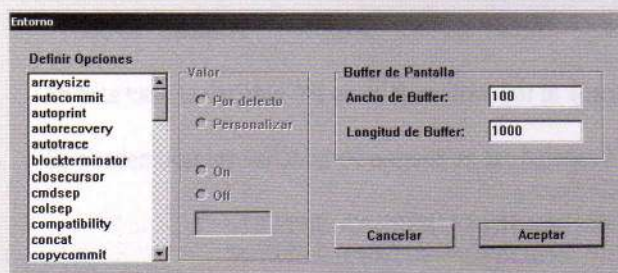 Entorno
Definir Opciones
arraysize
autocommit
autoprint
autorecovery
autotrace
blockterminator
closecursor
cmdsep
colsep
compatibility
concat
copycommit
Valor
Por defecto
Personalizar
On
Off
Buffer de Pantalla
Ancho de Buffer: 100
Longitud de Buffer: 1000
Cancelar Aceptar